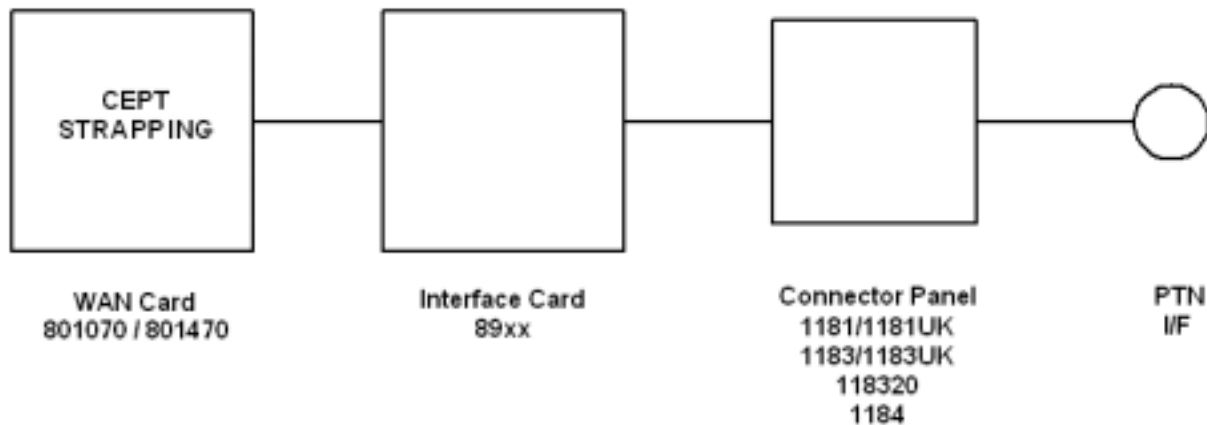 CEPT
STRAPPING
WAN Card
801070 / 801470
Interface Card
89xx
Connector Panel
1181/1181UK
1183/1183UK
118320
1184
PTN
I/F